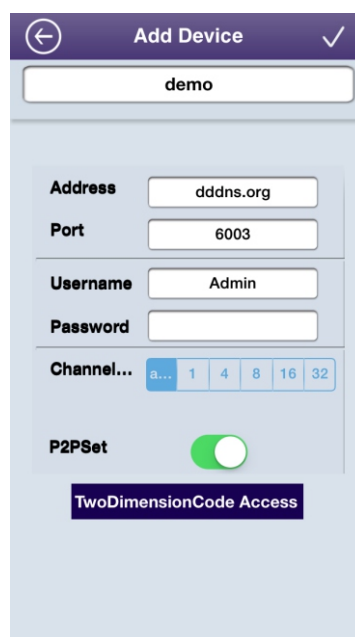 Add Device
demo
Address dddns.org
Port 6003
Username Admin
Password
Channel... a... 1 4 8 16 32
P2PSet
TwoDimensionCode Access